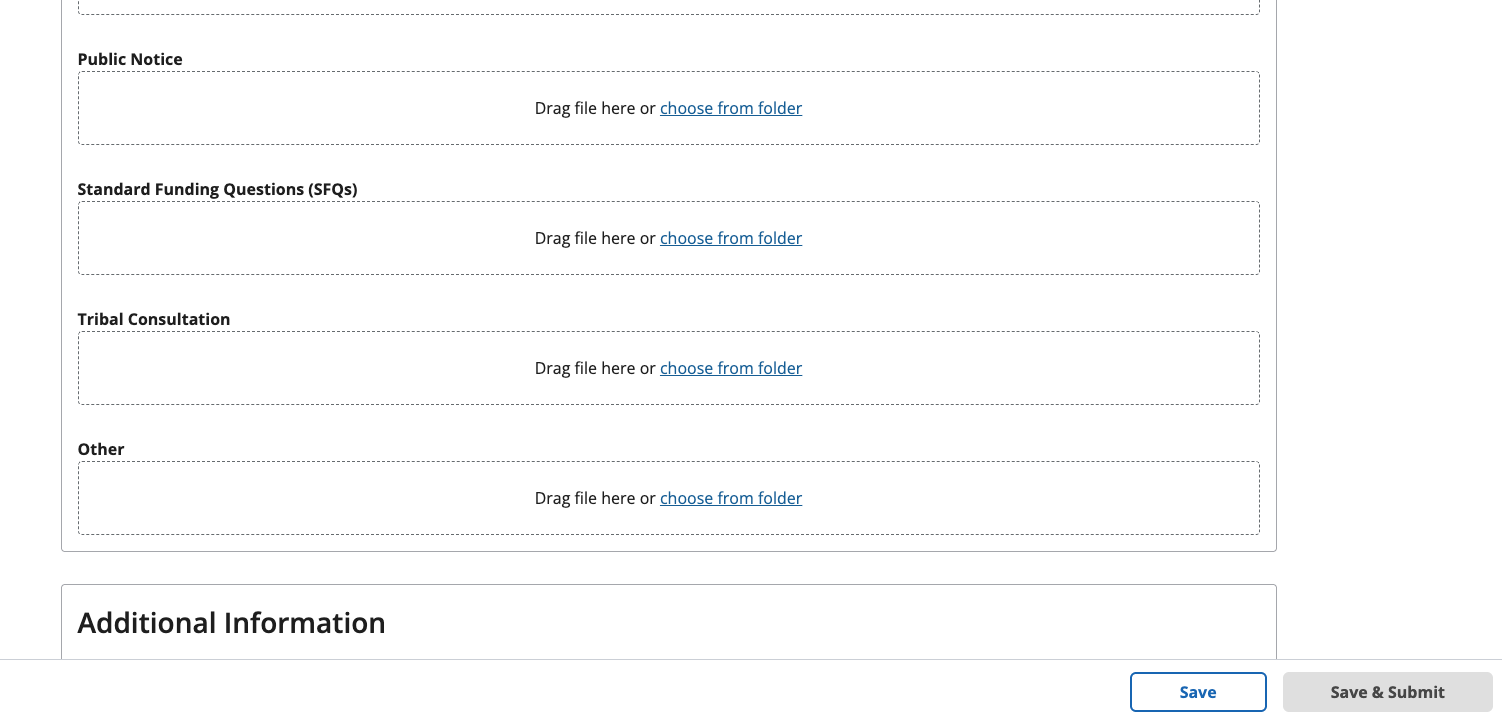 Public Notice
Drag file here or choose from folder
Standard Funding Questions (SFQs)
Drag file here or choose from folder
Tribal Consultation
Drag file here or choose from folder
Other
Drag file here or choose from folder
Additional Information
Save
Save & Submit